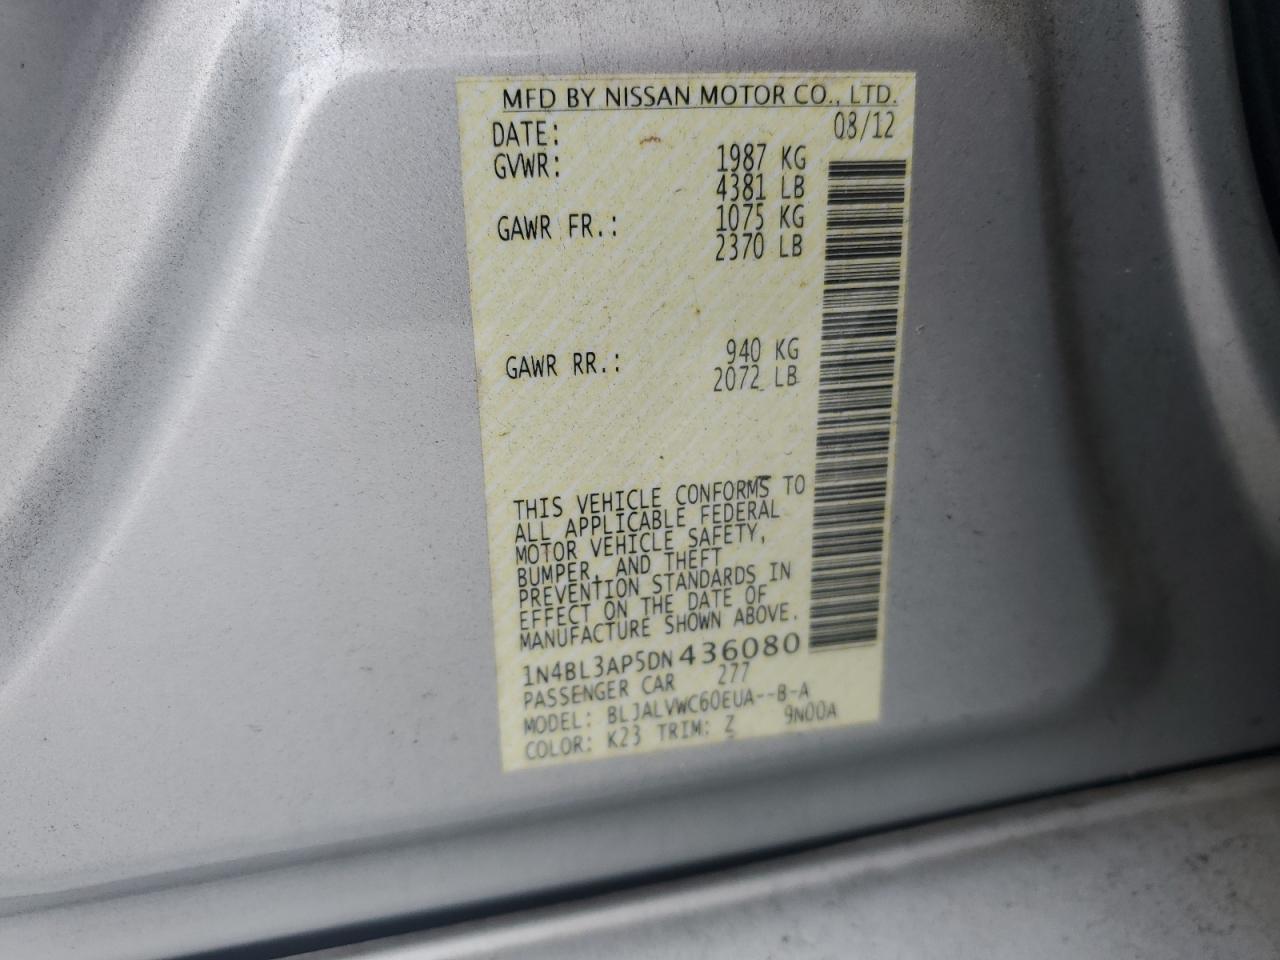 MFD BY NISSAN MOTOR CO., LTD.
DATE: 08/12
GVWR: 1987 KG
4381 LB
GAWR FR.: 1075 KG
2370 LB
GAWR RR.: 940 KG
2072 LB
THIS VEHICLE CONFORMS TO
ALL APPLICABLE FEDERAL
MOTOR VEHICLE SAFETY,
BUMPER, AND THEFT
PREVENTION STANDARDS IN
EFFECT ON THE DATE OF
MANUFACTURE SHOWN ABOVE.
1N4BL3AP5DN436080
PASSENGER CAR 277
MODEL: BLJALVWC60EUA--B-A
COLOR: K23 TRIM: Z 9N00A